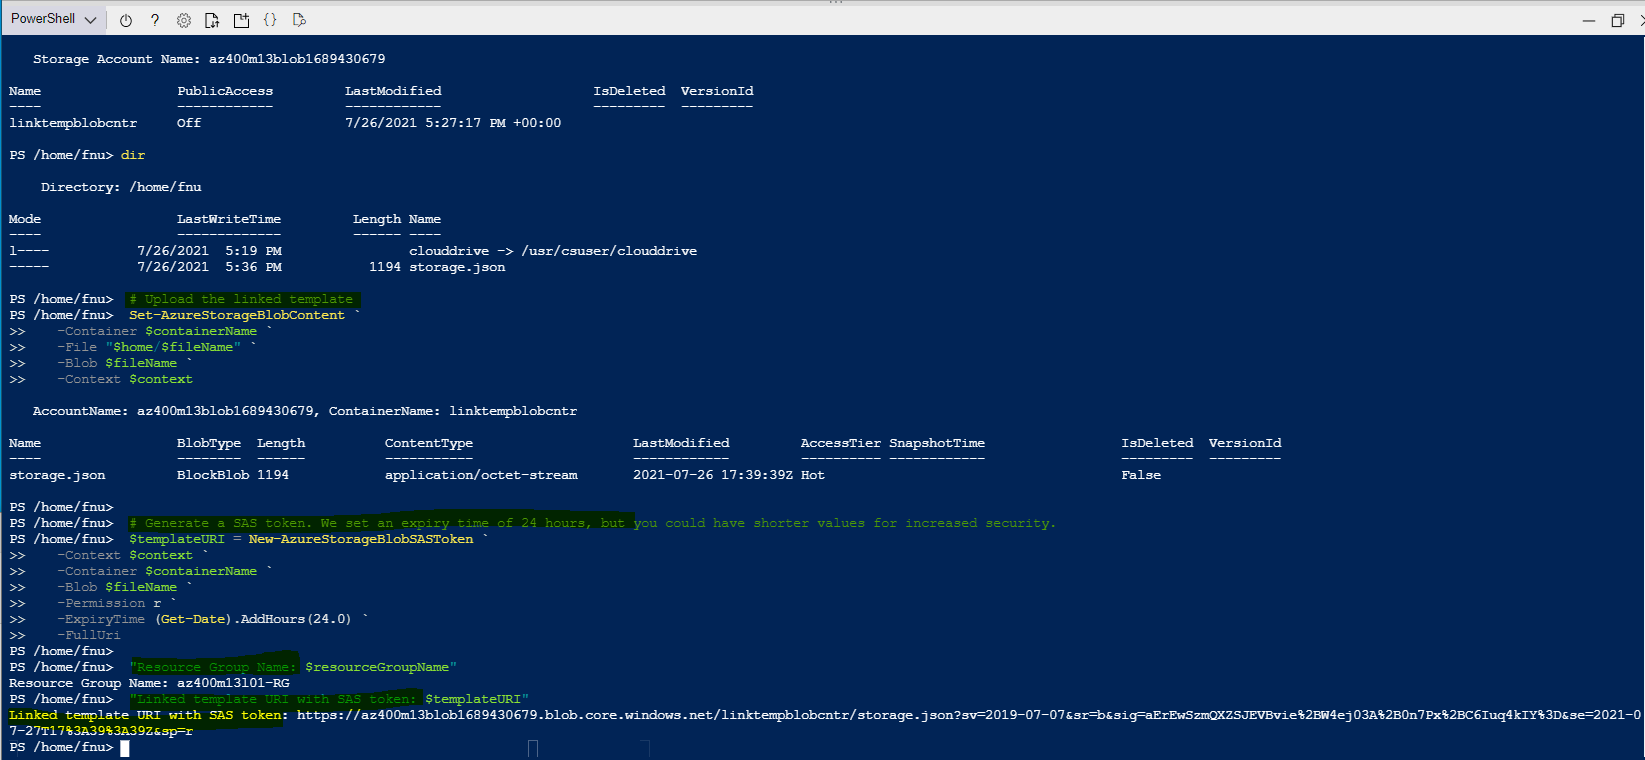 PowerShell
Storage Account Name: az400m13blob1689430679
Name PublicAccess LastModified IsDeleted VersionId
---- ------------ ------------ --------- ---------
linktempblobcntr Off 7/26/2021 5:27:17 PM +00:00
PS /home/fnu> dir
Directory: /home/fnu
Mode LastWriteTime Length Name
---- ------------- ------ ----
l---- 7/26/2021 5:19 PM clouddrive -> /usr/csuser/clouddrive
----- 7/26/2021 5:36 PM 1194 storage.json
PS /home/fnu> # Upload the linked template
PS /home/fnu> Set-AzureStorageBlobContent `
>> -Container $containerName `
>> -File "$home/$fileName" `
>> -Blob $fileName `
>> -Context $context
AccountName: az400m13blob1689430679, ContainerName: linktempblobcntr
Name BlobType Length ContentType LastModified AccessTier SnapshotTime IsDeleted VersionId
---- -------- ------ ----------- ------------ ---------- ------------ --------- ---------
storage.json BlockBlob 1194 application/octet-stream 2021-07-26 17:39:39Z Hot False
PS /home/fnu>
PS /home/fnu> # Generate a SAS token. We set an expiry time of 24 hours, but you could have shorter values for increased security.
PS /home/fnu> $templateURI = New-AzureStorageBlobSASToken `
>> -Context $context `
>> -Container $containerName `
>> -Blob $fileName `
>> -Permission r `
>> -ExpiryTime (Get-Date).AddHours(24.0) `
>> -FullUri
PS /home/fnu>
PS /home/fnu> "Resource Group Name: $resourceGroupName"
Resource Group Name: az400m13l01-RG
PS /home/fnu> "Linked template URI with SAS token: $templateURI"
Linked template URI with SAS token: https://az400m13blob1689430679.blob.core.windows.net/linktempblobcntr/storage.json?sv=2019-07-07&sr=b&sig=aErEwSzmQXZSJEVBvie%2BW4ej03A%2B0n7Px%2BC6Iuq4kIY%3D&se=2021-0
7-27T17%3A39%3A39Z&sp=r
PS /home/fnu>